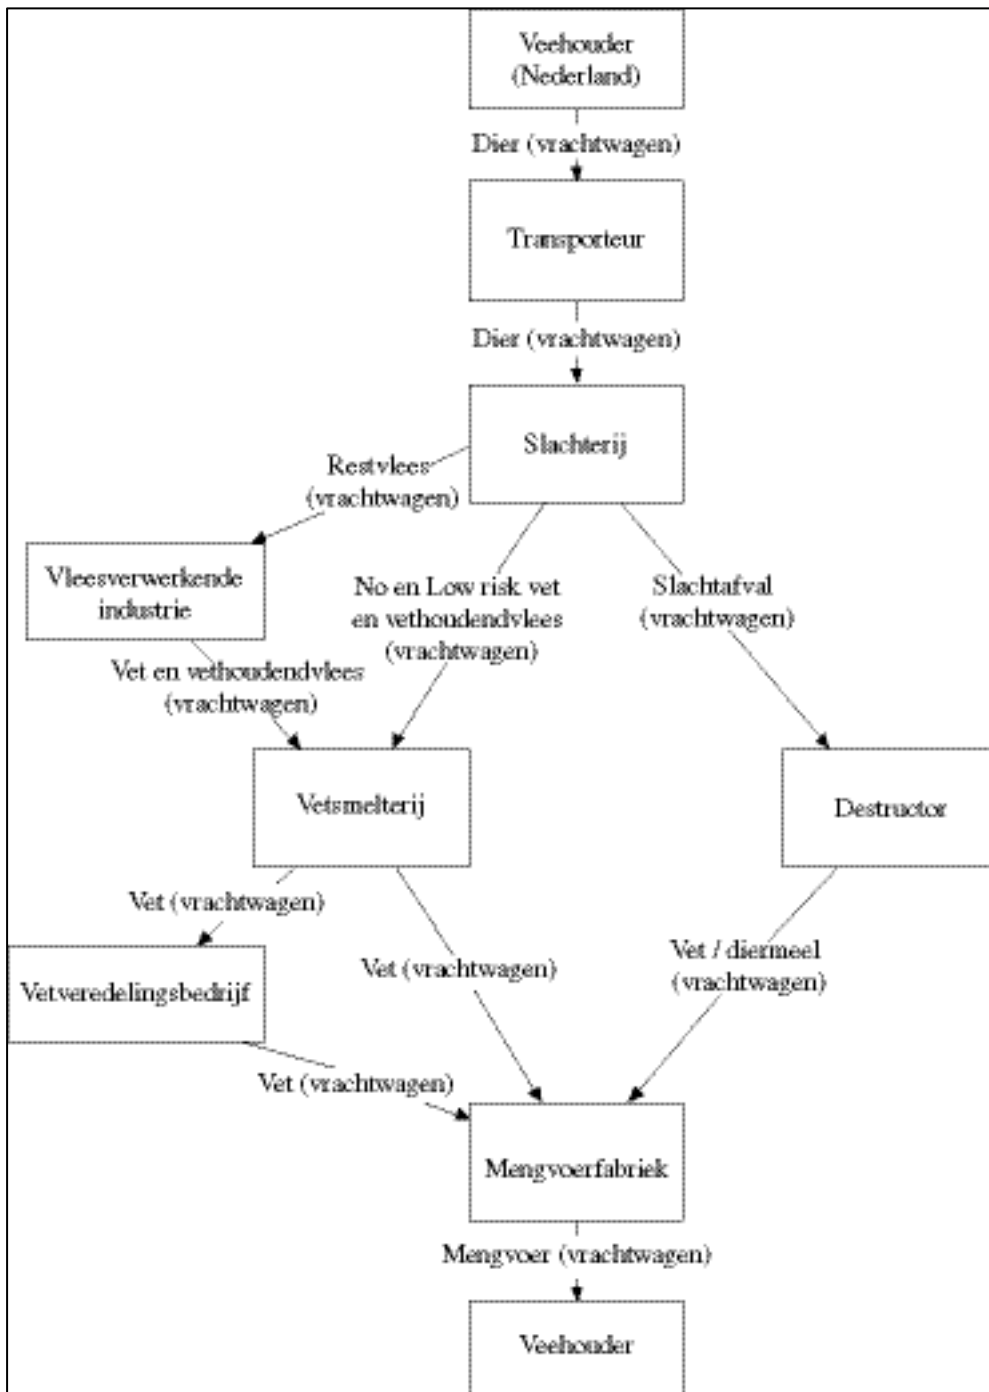 Veehouder
(Nederland)
Dier (vrachtwagen)
Transporteur
Dier (vrachtwagen)
Slachterij
Restvlees
(vrachtwagen)
Vleesverwerkende
industrie
No en Low risk vet
en vethoudendvlees
(vrachtwagen)
Slachtafval
(vrachtwagen)
Vet en vethoudendvlees
(vrachtwagen)
Vetsmelterij
Destructor
Vet (vrachtwagen)
Vetveredelingsbedrijf
Vet (vrachtwagen)
Vet / diermeel
(vrachtwagen)
Vet (vrachtwagen)
Mengvoerfabriek
Mengvoer (vrachtwagen)
Veehouder